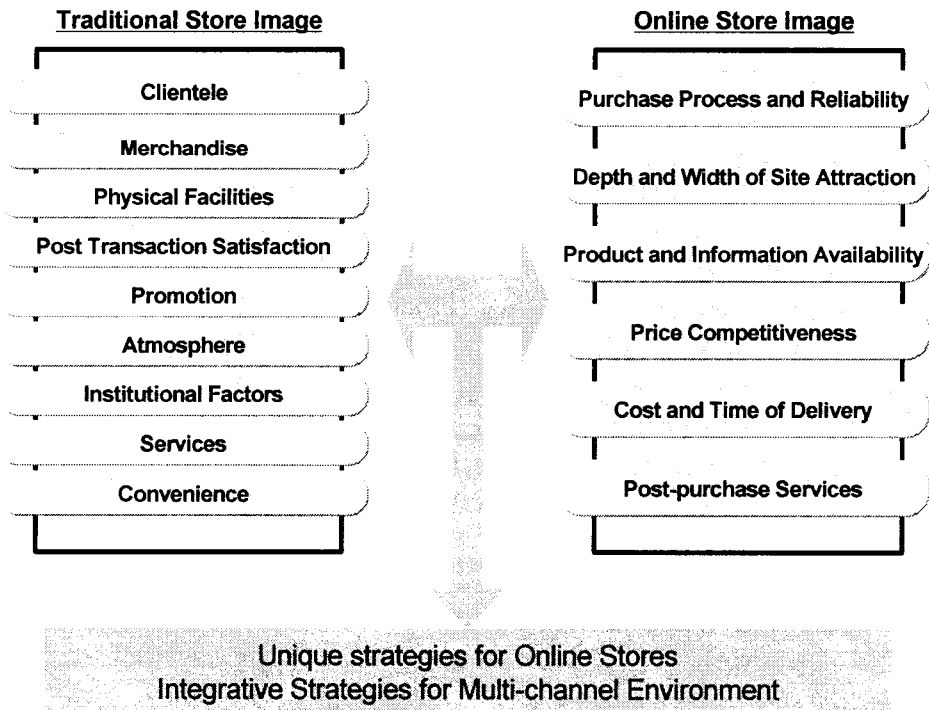 Traditional Store Image
Clientele
Merchandise
Physical Facilities
Post Transaction Satisfaction
Promotion
Atmosphere
Institutional Factors
Services
Convenience
Online Store Image
Purchase Process and Reliability
Depth and Width of Site Attraction
Product and Information Availability
Price Competitiveness
Cost and Time of Delivery
Post-purchase Services
Unique strategies for Online Stores
Integrative Strategies for Multi-channel Environment